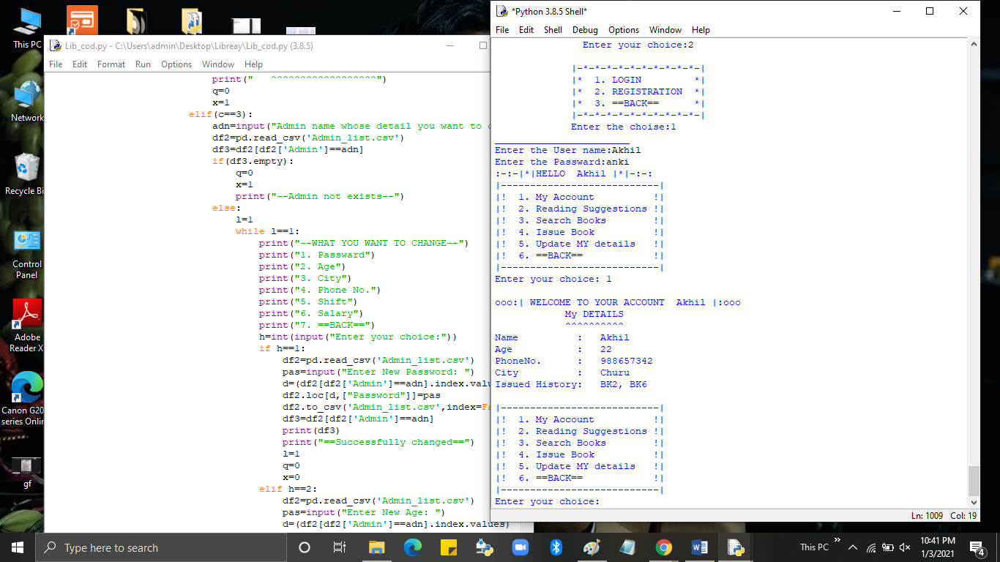 This PC
Network
Recycle Bi
Control
Panel
Adobe
Reader X
Canon G20
series Onlin
gf
Lib_cod.py - C:\Users\admin\Desktop\Libreay\Lib_cod.py (3.8.5)
File Edit Format Run Options Window Help
print("   ^^^^^^^^^^^^^^^^^^")
q=0
x=1
elif(c==3):
adn=input("Admin name whose detail you want to c
df2=pd.read_csv('Admin_list.csv')
df3=df2[df2['Admin']==adn]
if(df3.empty):
q=0
x=1
print("--Admin not exists--")
else:
l=1
while l==1:
print("--WHAT YOU WANT TO CHANGE--")
print("1. Passward")
print("2. Age")
print("3. City")
print("4. Phone No.")
print("5. Shift")
print("6. Salary")
print("7. ==BACK==")
h=int(input("Enter your choice:"))
if h==1:
df2=pd.read_csv('Admin_list.csv')
pas=input("Enter New Password: ")
d=(df2[df2['Admin']==adn].index.valu
df2.loc[d,["Password"]]=pas
df2.to_csv('Admin_list.csv',index=Fa
df3=df2[df2['Admin']==adn]
print(df3)
print("==Successfully changed==")
l=1
q=0
x=0
elif h==2:
df2=pd.read_csv('Admin_list.csv')
pas=input("Enter New Age: ")
d=(df2[df2['Admin']==adn].index.values)
*Python 3.8.5 Shell*
File Edit Shell Debug Options Window Help
Enter your choice:2
|-*-*-*-*-*-*-*-*-*-*-|
|*  1. LOGIN         *|
|*  2. REGISTRATION  *|
|*  3. ==BACK==      *|
|-*-*-*-*-*-*-*-*-*-*-|
Enter the choise:1
_______________________
Enter the User name:Akhil
Enter the Passward:anki
:-:-|*|HELLO  Akhil |*|-:-:
|---------------------------|
|!  1. My Account          !|
|!  2. Reading Suggestions !|
|!  3. Search Books        !|
|!  4. Issue Book          !|
|!  5. Update MY details   !|
|!  6. ==BACK==            !|
|---------------------------|
Enter your choice: 1
ooo:| WELCOME TO YOUR ACCOUNT  Akhil |:ooo
My DETAILS
^^^^^^^^^^
Name          :   Akhil
Age           :   22
PhoneNo.      :   988657342
City          :   Churu
Issued History:   BK2, BK6
|---------------------------|
|!  1. My Account          !|
|!  2. Reading Suggestions !|
|!  3. Search Books        !|
|!  4. Issue Book          !|
|!  5. Update MY details   !|
|!  6. ==BACK==            !|
|---------------------------|
Enter your choice:
Ln: 1009 Col: 19
Type here to search
This PC
10:41 PM
1/3/2021
4